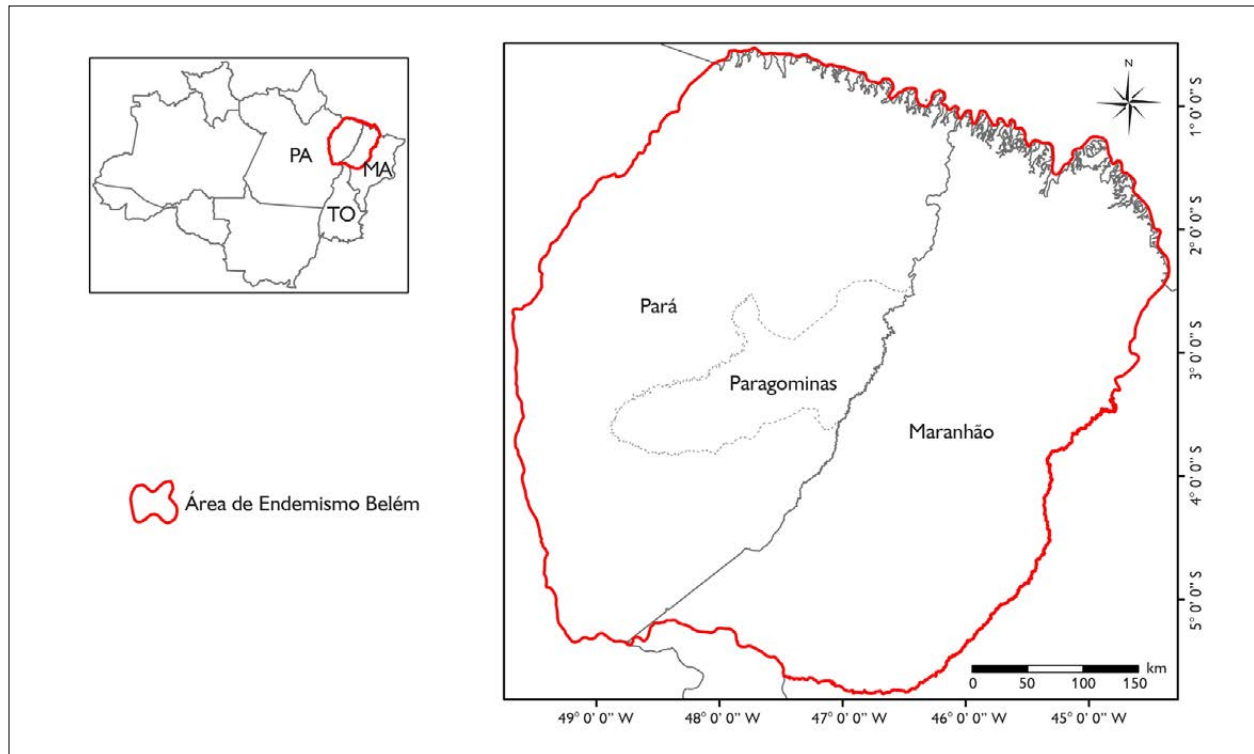 PA
MA
TO
Área de Endemismo Belém
N
Pará
Paragominas
Maranhão
1° 0' 0'' S
2° 0' 0'' S
3° 0' 0'' S
4° 0' 0'' S
5° 0' 0'' S
km
0 50 100 150
49° 0' 0'' W 48° 0' 0'' W 47° 0' 0'' W 46° 0' 0'' W 45° 0' 0'' W